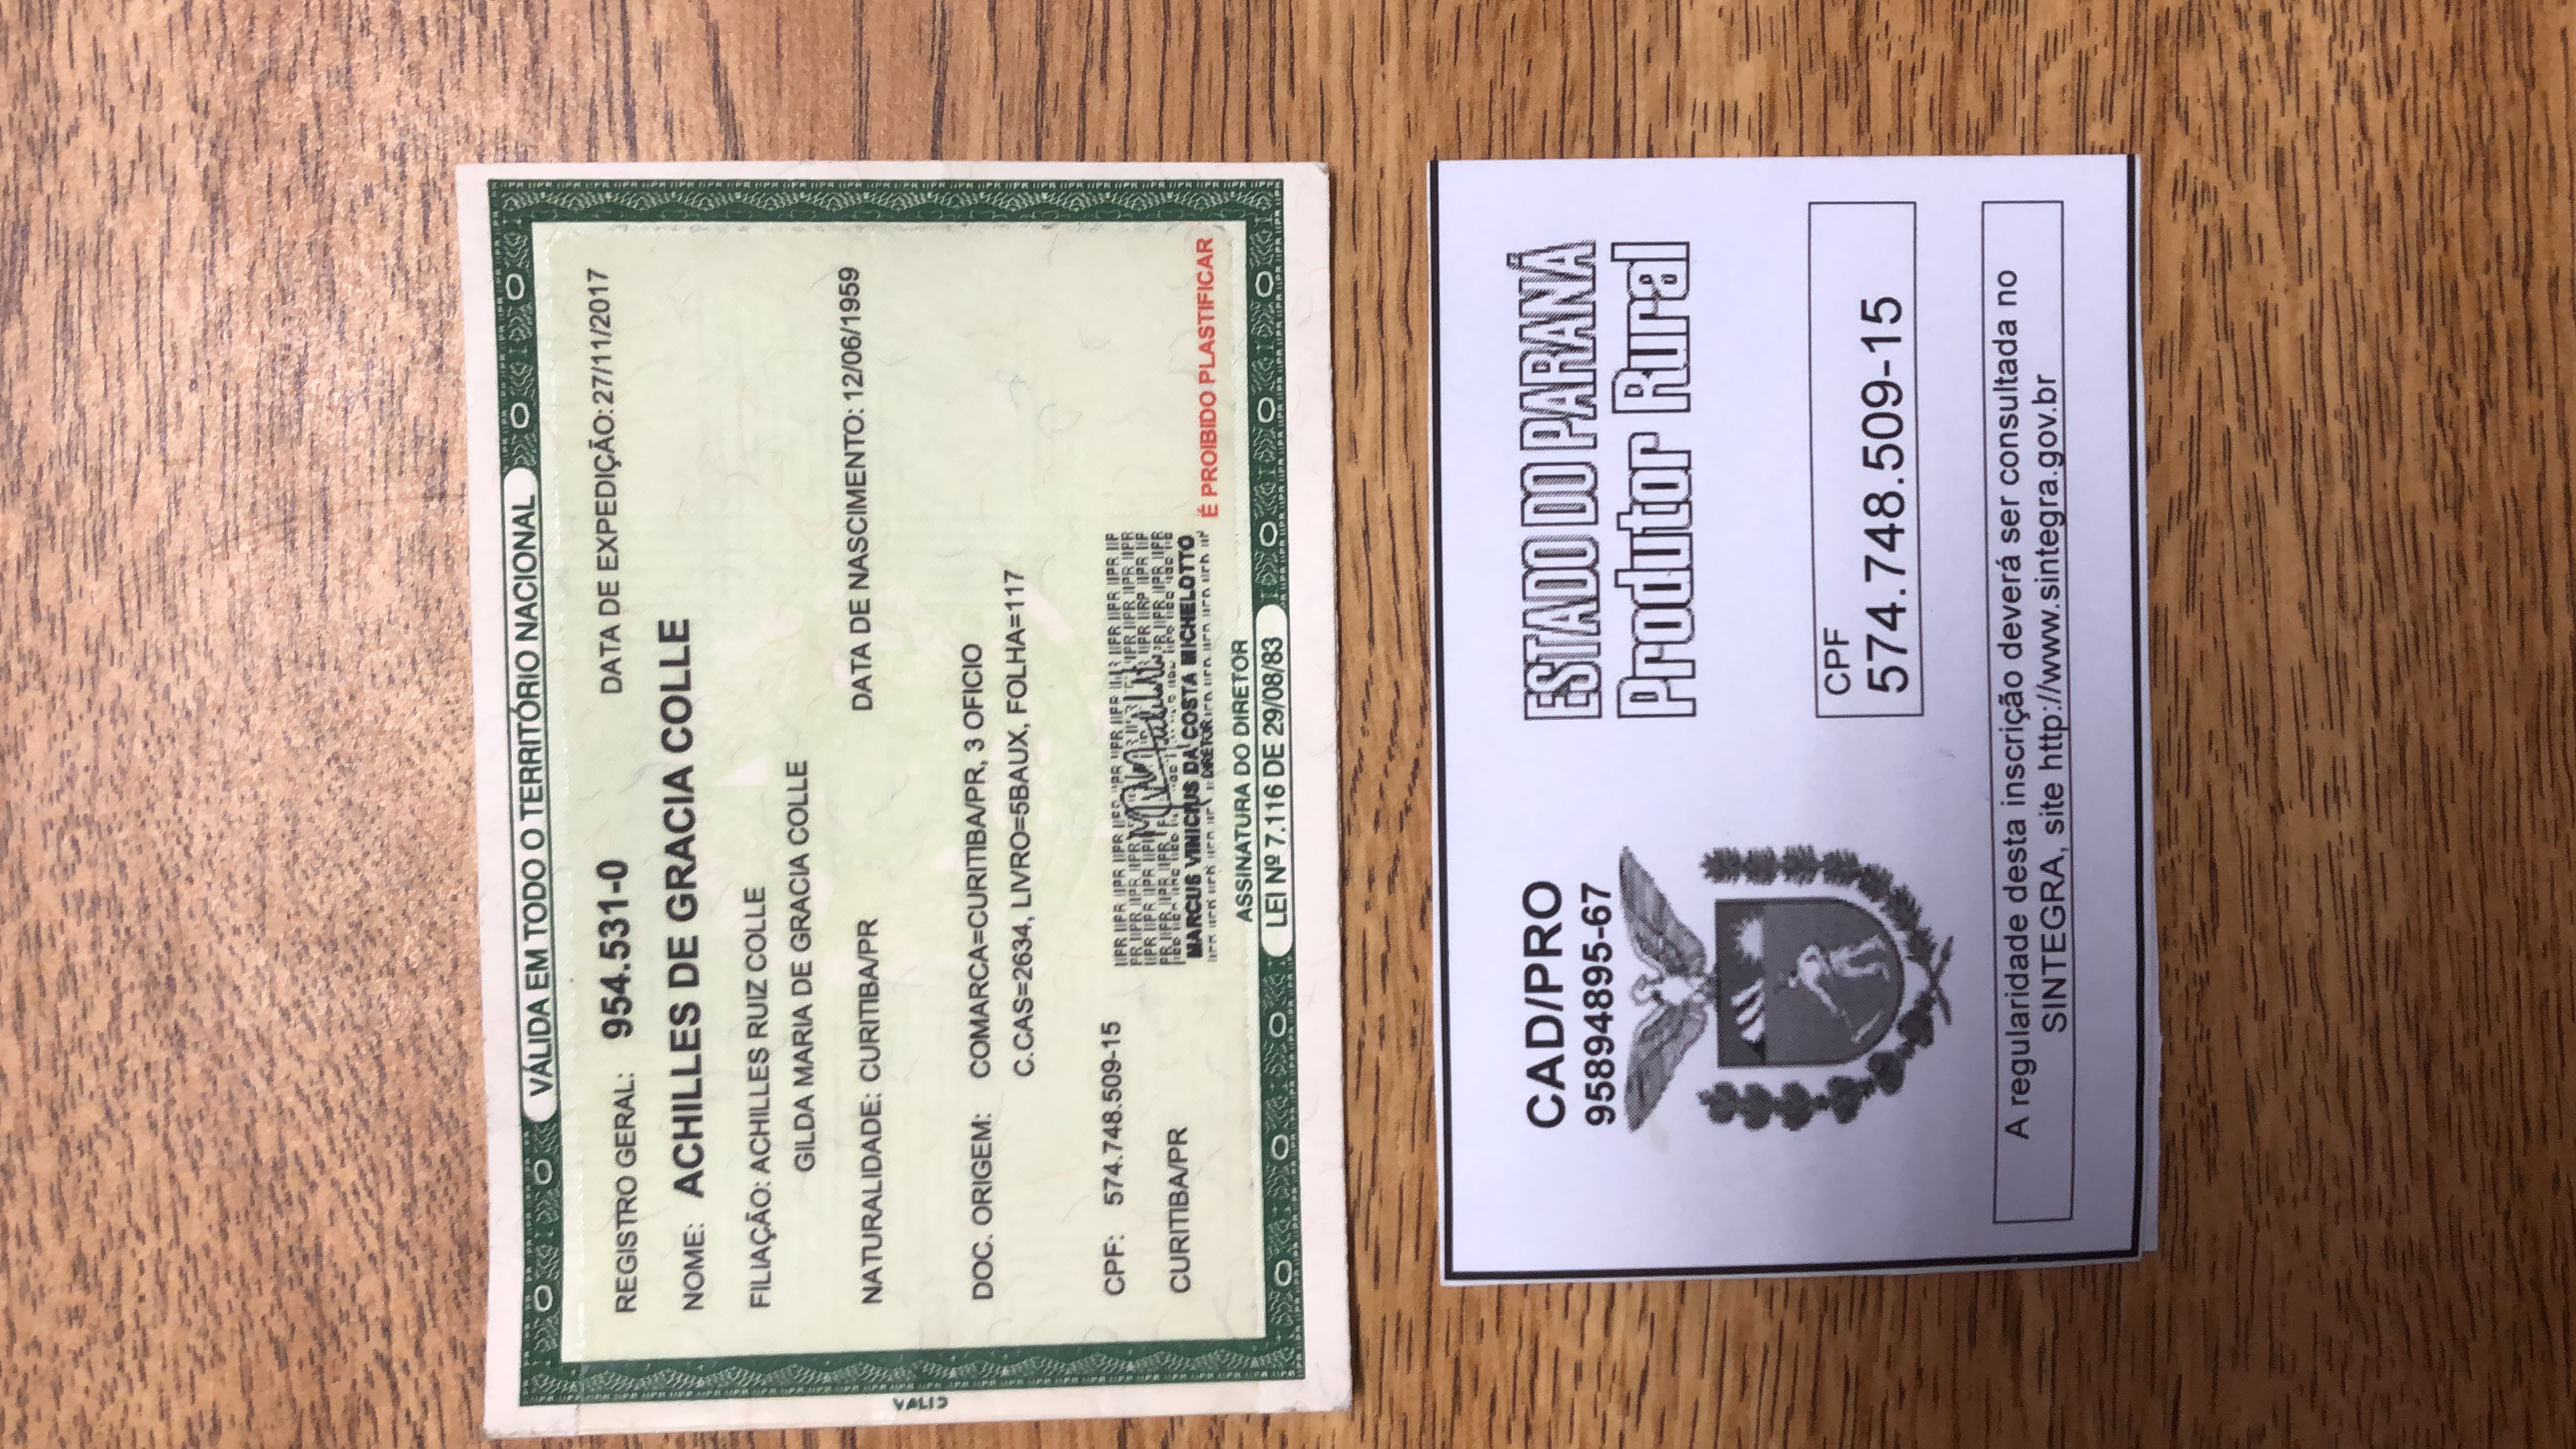 VÁLIDA EM TODO O TERRITÓRIO NACIONAL
REGISTRO GERAL: 954.531-0 DATA DE EXPEDIÇÃO: 27/11/2017
NOME: ACHILLES DE GRACIA COLLE
FILIAÇÃO: ACHILLES RUIZ COLLE
GILDA MARIA DE GRACIA COLLE
NATURALIDADE: CURITIBA/PR DATA DE NASCIMENTO: 12/06/1959
DOC. ORIGEM: COMARCA=CURITIBA/PR, 3 OFICIO
C.CAS=2634, LIVRO=5BAUX, FOLHA=117
CPF: 574.748.509-15
CURITIBA/PR
MARCUS VINICIUS DA COSTA MICHELOTTO
DIRETOR
É PROIBIDO PLASTIFICAR
ASSINATURA DO DIRETOR
LEI Nº 7.116 DE 29/08/83
VALID
CAD/PRO
95894895-67
ESTADO DO PARANÁ
Produtor Rural
CPF
574.748.509-15
A regularidade desta inscrição deverá ser consultada no
SINTEGRA, site http://www.sintegra.gov.br